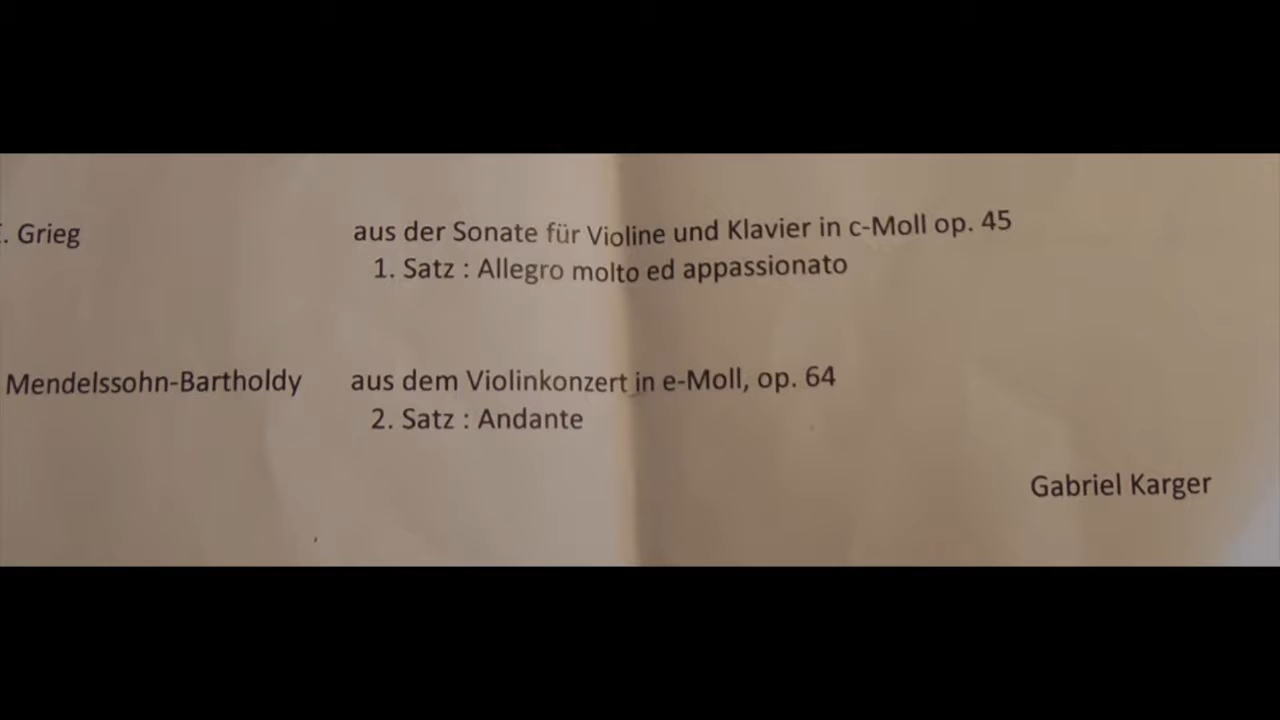 E. Grieg aus der Sonate für Violine und Klavier in c-Moll op. 45
1. Satz : Allegro molto ed appassionato
Mendelssohn-Bartholdy aus dem Violinkonzert in e-Moll, op. 64
2. Satz : Andante
Gabriel Karger